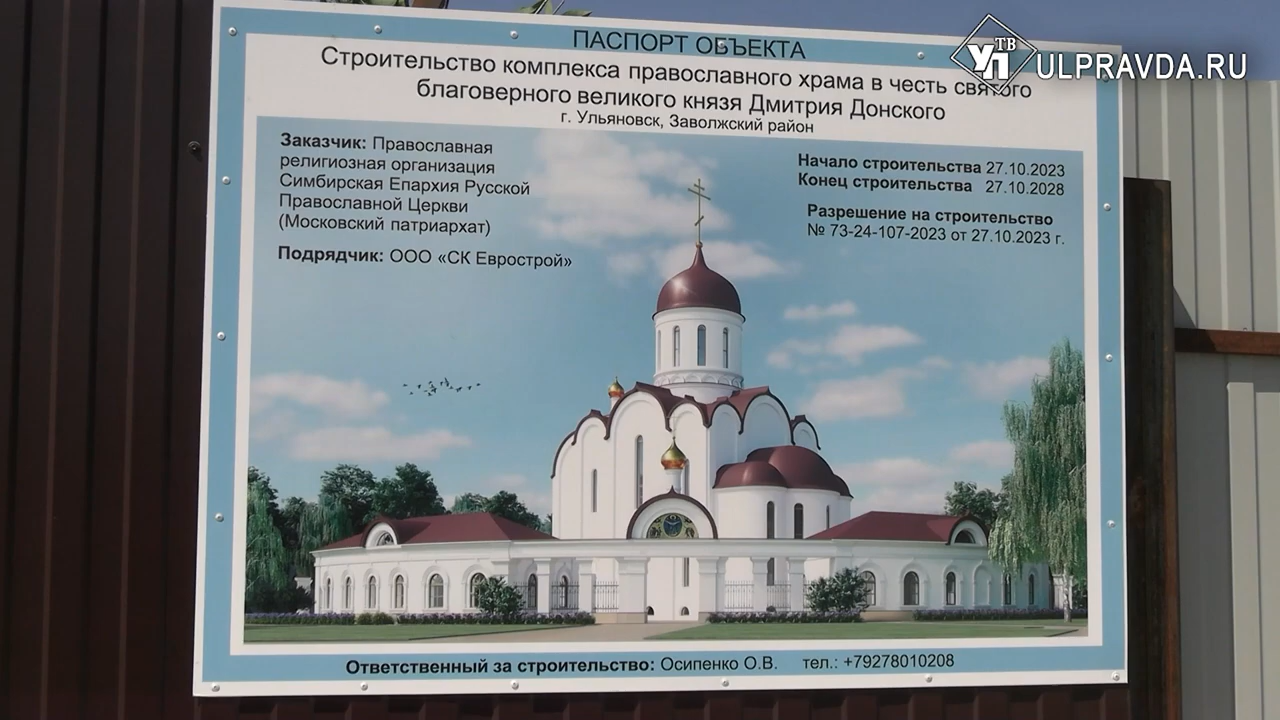 ПАСПОРТ ОБЪЕКТА
Строительство комплекса православного храма в честь святого
благоверного великого князя Дмитрия Донского
г. Ульяновск, Заволжский район
Заказчик: Православная
религиозная организация
Симбирская Епархия Русской
Православной Церкви
(Московский патриархат)
Подрядчик: ООО «СК Еврострой»
Начало строительства 27.10.2023
Конец строительства 27.10.2028
Разрешение на строительство
№ 73-24-107-2023 от 27.10.2023 г.
Ответственный за строительство: Осипенко О.В. тел.: +79278010208
УП ТВ
ULPRAVDA.RU